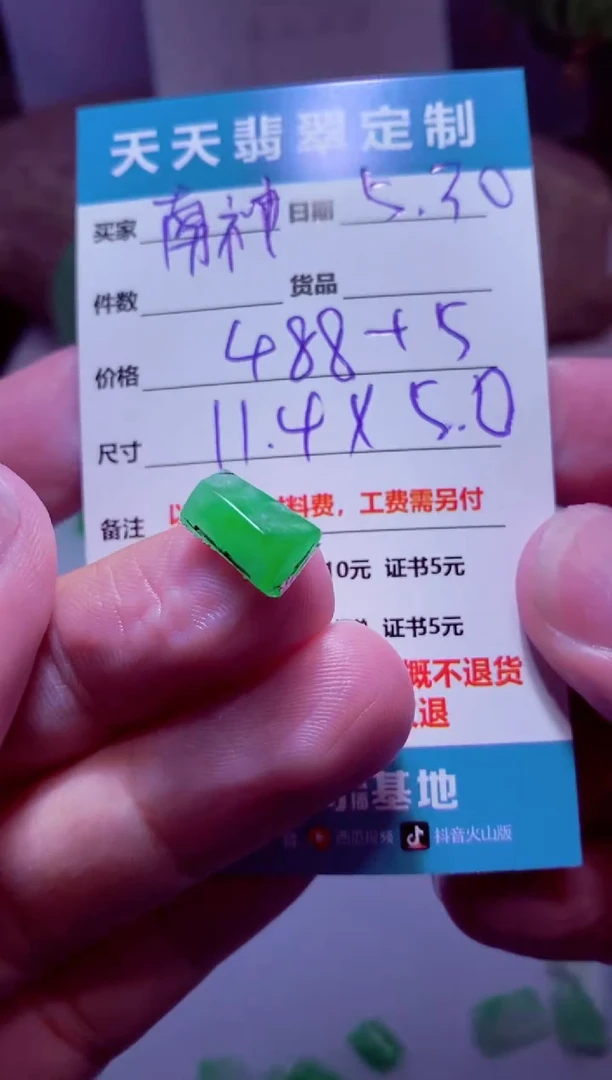 天天翡翠定制
买家 南神 日期 5.30
件数 货品
价格 488+5
尺寸 11.4X5.0
备注 以 料费，工费需另付
10元 证书5元
证书5元
概不退货
退
基地
西瓜视频 抖音火山版